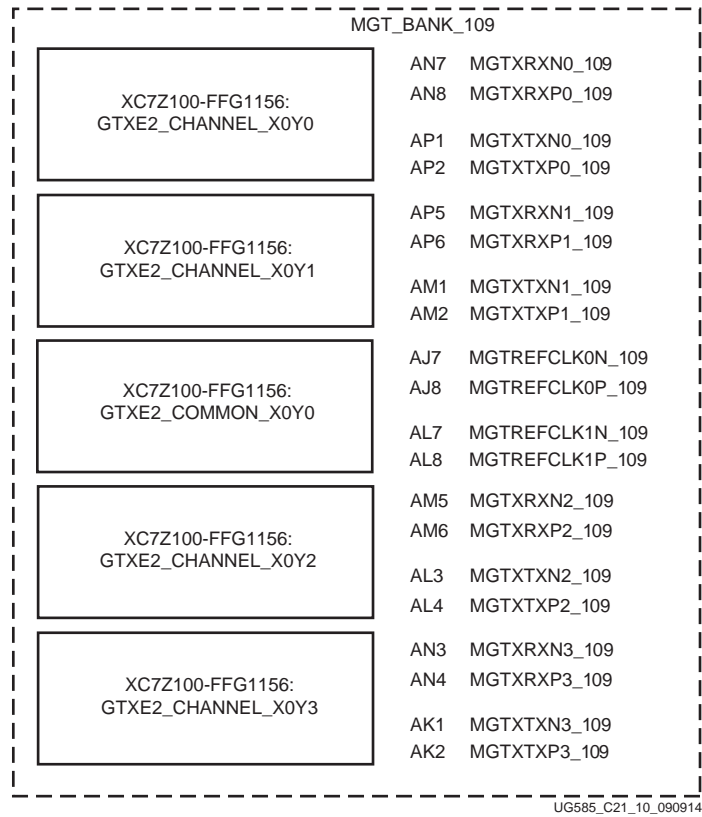 MGT_BANK_109
XC7Z100-FFG1156:
GTXE2_CHANNEL_X0Y0
AN7 MGTXRXN0_109
AN8 MGTXRXP0_109
AP1 MGTXTXN0_109
AP2 MGTXTXP0_109
XC7Z100-FFG1156:
GTXE2_CHANNEL_X0Y1
AP5 MGTXRXN1_109
AP6 MGTXRXP1_109
AM1 MGTXTXN1_109
AM2 MGTXTXP1_109
XC7Z100-FFG1156:
GTXE2_COMMON_X0Y0
AJ7 MGTREFCLK0N_109
AJ8 MGTREFCLK0P_109
AL7 MGTREFCLK1N_109
AL8 MGTREFCLK1P_109
XC7Z100-FFG1156:
GTXE2_CHANNEL_X0Y2
AM5 MGTXRXN2_109
AM6 MGTXRXP2_109
AL3 MGTXTXN2_109
AL4 MGTXTXP2_109
XC7Z100-FFG1156:
GTXE2_CHANNEL_X0Y3
AN3 MGTXRXN3_109
AN4 MGTXRXP3_109
AK1 MGTXTXN3_109
AK2 MGTXTXP3_109
UG585_C21_10_090914